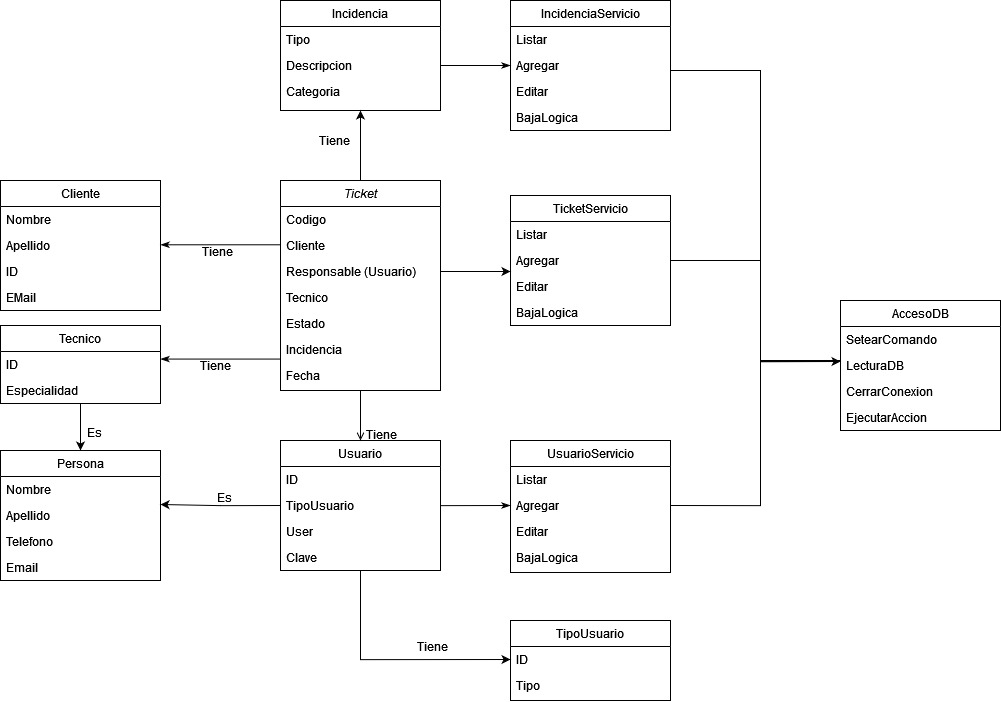 Incidencia
Tipo
Descripcion
Categoria
IncidenciaServicio
Listar
Agregar
Editar
BajaLogica
Tiene
Cliente
Nombre
Apellido
ID
EMail
Tiene
Ticket
Codigo
Cliente
Responsable (Usuario)
Tecnico
Estado
Incidencia
Fecha
TicketServicio
Listar
Agregar
Editar
BajaLogica
AccesoDB
SetearComando
LecturaDB
CerrarConexion
EjecutarAccion
Tecnico
ID
Especialidad
Tiene
Es
Tiene
Persona
Nombre
Apellido
Telefono
Email
Es
Usuario
ID
TipoUsuario
User
Clave
UsuarioServicio
Listar
Agregar
Editar
BajaLogica
Tiene
TipoUsuario
ID
Tipo